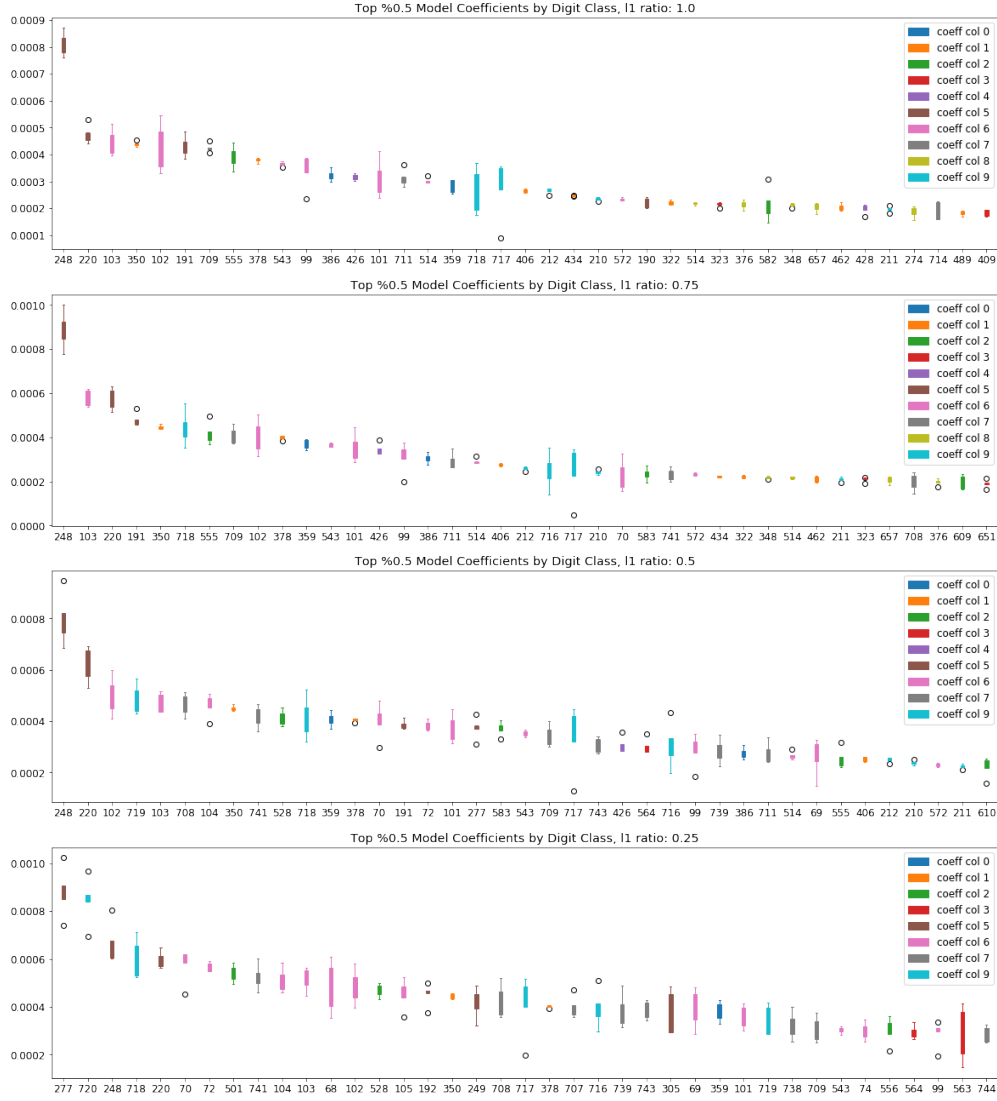 Top %0.5 Model Coefficients by Digit Class, l1 ratio: 1.0
0.0009
0.0008
0.0007
0.0006
0.0005
0.0004
0.0003
0.0002
0.0001
coeff col 0
coeff col 1
coeff col 2
coeff col 3
coeff col 4
coeff col 5
coeff col 6
coeff col 7
coeff col 8
coeff col 9
248 220 103 350 102 191 709 555 378 543 99 386 426 101 711 514 359 718 717 406 212 434 210 572 190 322 514 323 376 582 348 657 462 428 211 274 714 489 409
Top %0.5 Model Coefficients by Digit Class, l1 ratio: 0.75
0.0010
0.0008
0.0006
0.0004
0.0002
0.0000
coeff col 0
coeff col 1
coeff col 2
coeff col 3
coeff col 4
coeff col 5
coeff col 6
coeff col 7
coeff col 8
coeff col 9
248 103 220 191 350 718 555 709 102 378 359 543 101 426 99 386 711 514 406 212 716 717 210 70 583 741 572 434 322 348 514 462 211 323 657 708 376 609 651
Top %0.5 Model Coefficients by Digit Class, l1 ratio: 0.5
0.0008
0.0006
0.0004
0.0002
coeff col 0
coeff col 1
coeff col 2
coeff col 3
coeff col 4
coeff col 5
coeff col 6
coeff col 7
coeff col 9
248 220 102 719 103 708 104 350 741 528 718 359 378 70 191 72 101 277 583 543 709 717 743 426 564 716 99 739 386 711 514 69 555 406 212 210 572 211 610
Top %0.5 Model Coefficients by Digit Class, l1 ratio: 0.25
0.0010
0.0008
0.0006
0.0004
0.0002
coeff col 0
coeff col 1
coeff col 2
coeff col 3
coeff col 5
coeff col 6
coeff col 7
coeff col 9
277 720 248 718 220 70 72 501 741 104 103 68 102 528 105 192 350 249 708 717 378 707 716 739 743 305 69 359 101 719 738 709 543 74 556 564 99 563 744